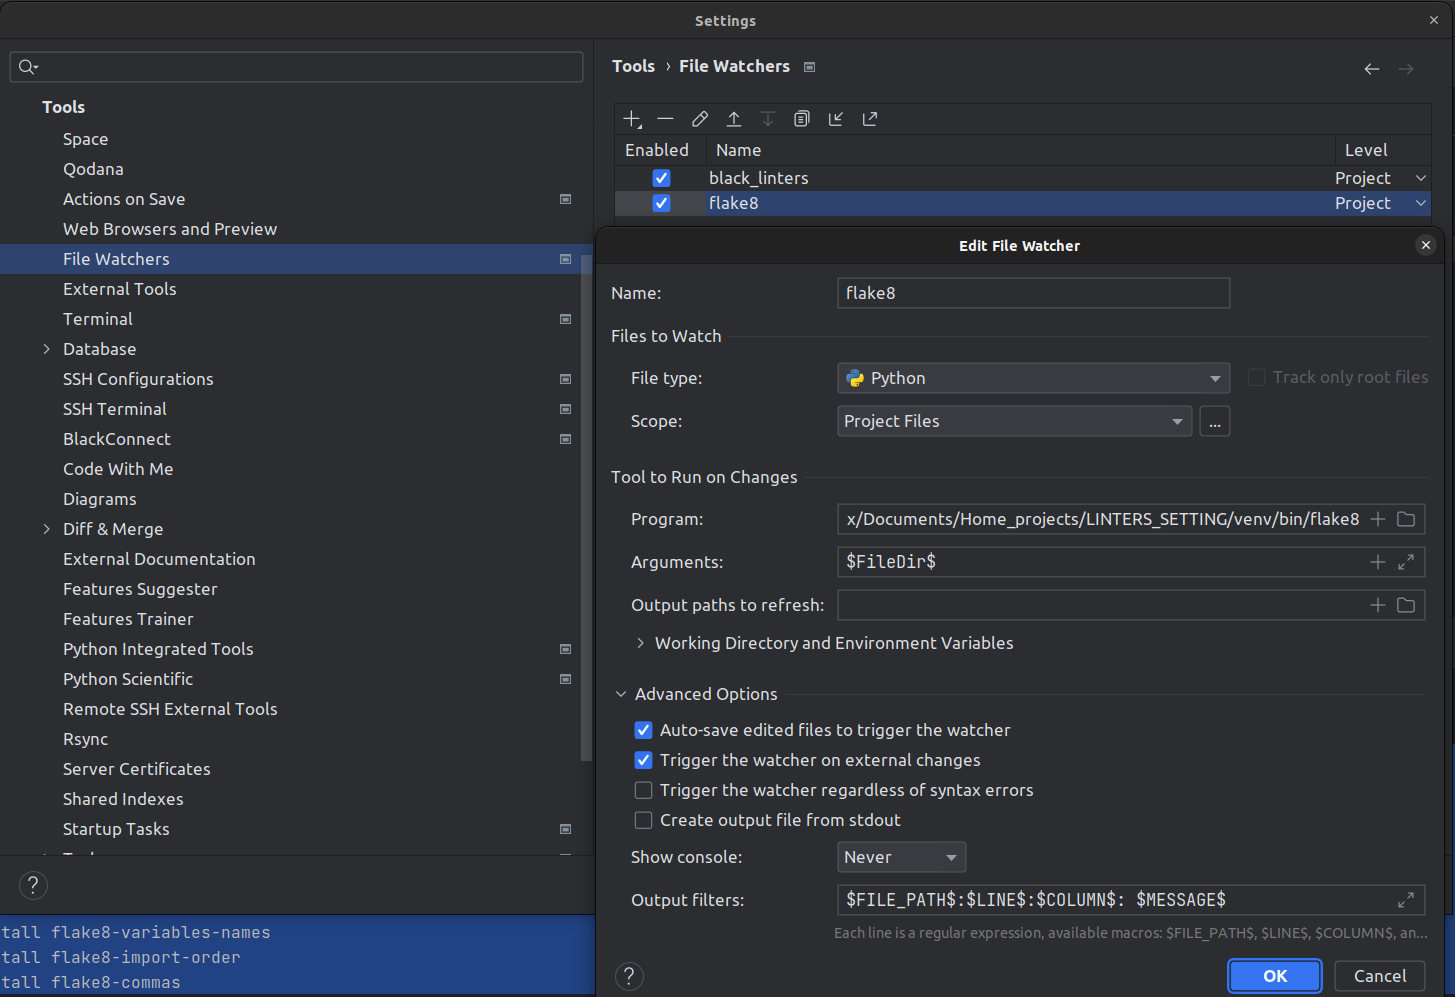 Settings
Tools › File Watchers
Tools
Space
Qodana
Actions on Save
Web Browsers and Preview
File Watchers
External Tools
Terminal
Database
SSH Configurations
SSH Terminal
BlackConnect
Code With Me
Diagrams
Diff & Merge
External Documentation
Features Suggester
Features Trainer
Python Integrated Tools
Python Scientific
Remote SSH External Tools
Rsync
Server Certificates
Shared Indexes
Startup Tasks
?
Enabled Name Level
black_linters Project
flake8 Project
Edit File Watcher
Name: flake8
Files to Watch
File type: Python Track only root files
Scope: Project Files ...
Tool to Run on Changes
Program: x/Documents/Home_projects/LINTERS_SETTING/venv/bin/flake8
Arguments: $FileDir$
Output paths to refresh:
Working Directory and Environment Variables
Advanced Options
Auto-save edited files to trigger the watcher
Trigger the watcher on external changes
Trigger the watcher regardless of syntax errors
Create output file from stdout
Show console: Never
Output filters: $FILE_PATH$:$LINE$:$COLUMN$: $MESSAGE$
Each line is a regular expression, available macros: $FILE_PATH$, $LINE$, $COLUMN$, an...
? OK Cancel
tall flake8-variables-names
tall flake8-import-order
tall flake8-commas